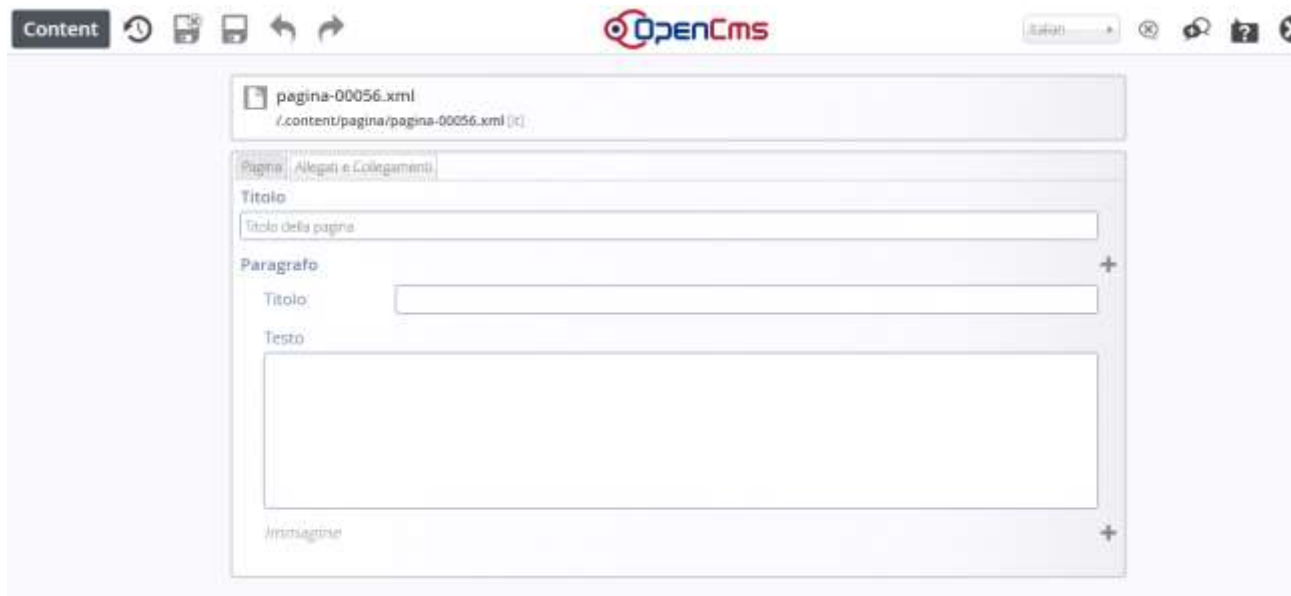 Content
OpenCms
Italian
pagina-00056.xml
/.content/pagina/pagina-00056.xml [it]
Pagina
Allegati e Collegamenti
Titolo
Titolo della pagina
Paragrafo
Titolo
Testo
Immagine